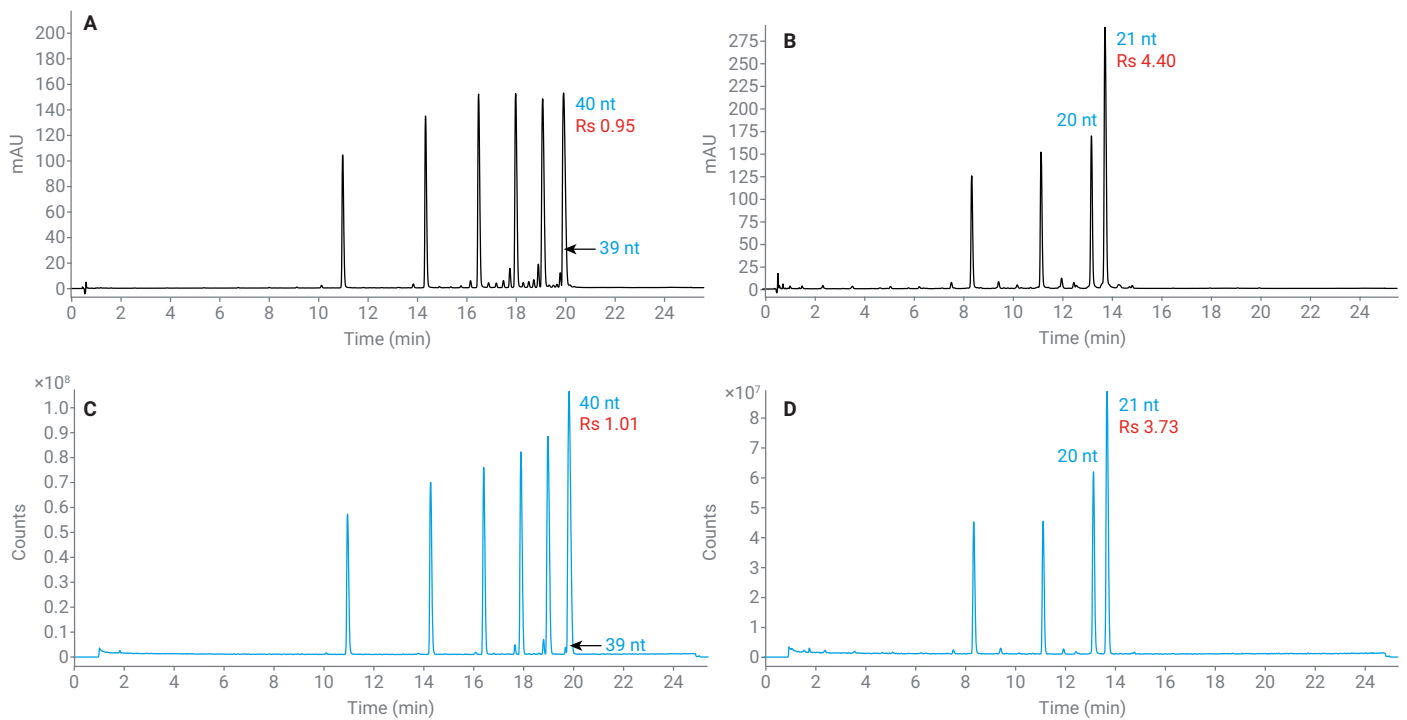 A
mAU
200
180
160
140
120
100
80
60
40
20
0
40 nt
Rs 0.95
39 nt
0 2 4 6 8 10 12 14 16 18 20 22 24
Time (min)
B
mAU
275
250
225
200
175
150
125
100
75
50
25
0
21 nt
Rs 4.40
20 nt
0 2 4 6 8 10 12 14 16 18 20 22 24
Time (min)
×10⁸
C
Counts
1.0
0.9
0.8
0.7
0.6
0.5
0.4
0.3
0.2
0.1
0
40 nt
Rs 1.01
39 nt
0 2 4 6 8 10 12 14 16 18 20 22 24
Time (min)
×10⁷
D
Counts
8
7
6
5
4
3
2
1
0
21 nt
Rs 3.73
20 nt
0 2 4 6 8 10 12 14 16 18 20 22 24
Time (min)